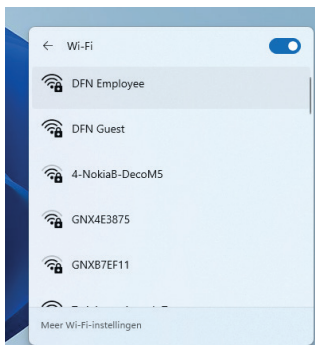 Wi-Fi
DFN Employee
DFN Guest
4-NokiaB-DecoM5
GNX4E3875
GNXB7EF11
Meer Wi-Fi-instellingen